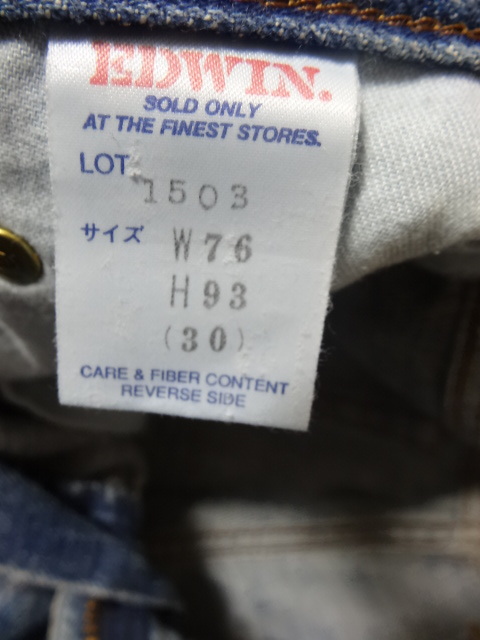 EDWIN.
SOLD ONLY
AT THE FINEST STORES.
LOT
1503
サイズ W76
H93
(30)
CARE & FIBER CONTENT
REVERSE SIDE